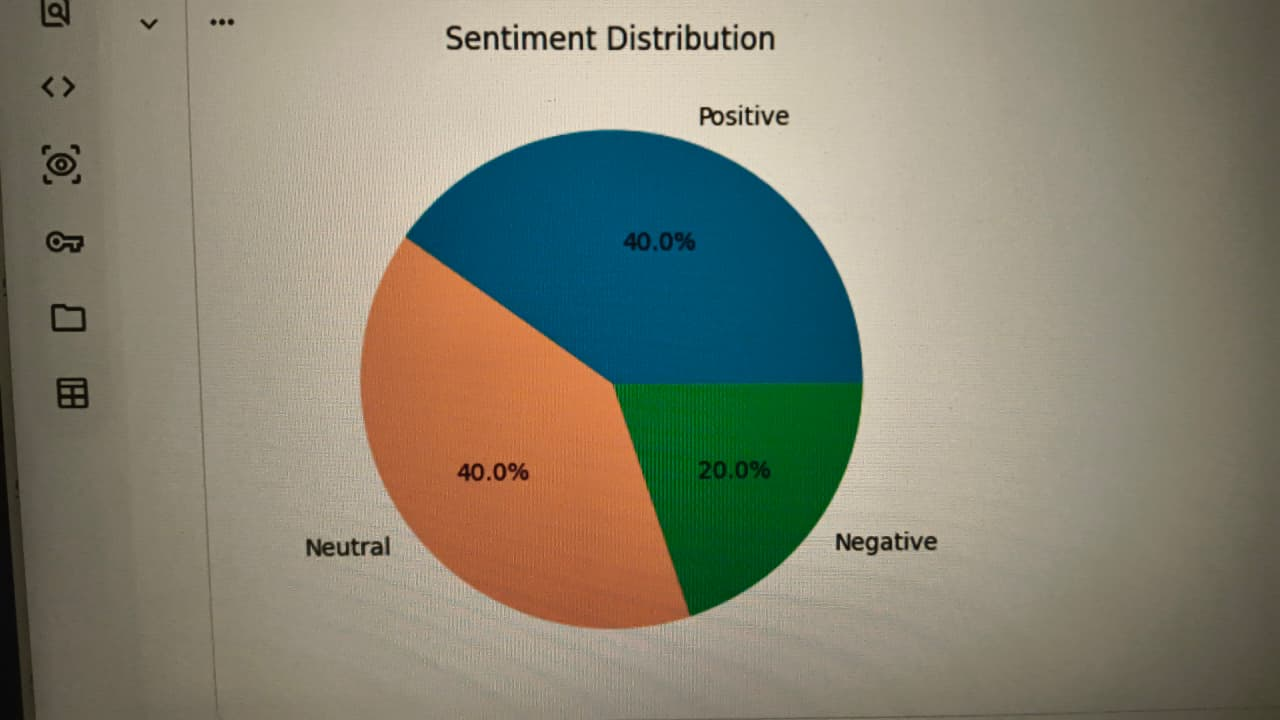 Sentiment Distribution
Positive
40.0%
40.0%
20.0%
Neutral
Negative